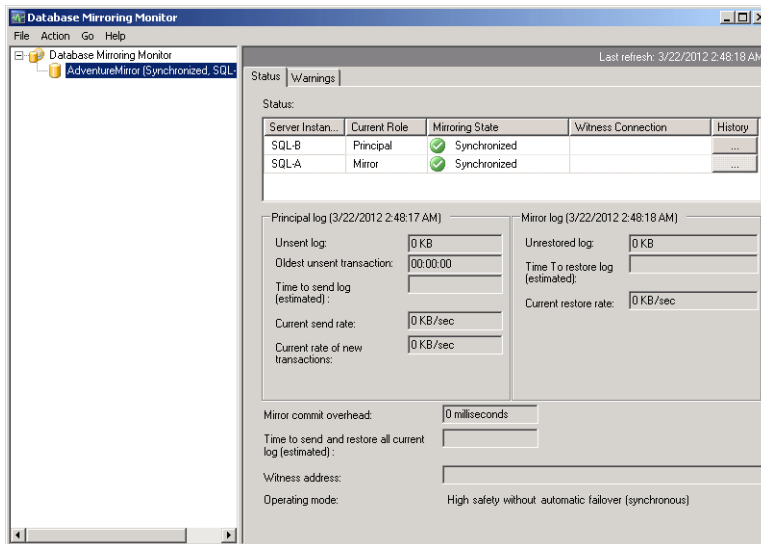 Database Mirroring Monitor
File Action Go Help
Database Mirroring Monitor
AdventureMirror (Synchronized, SQL-
Last refresh: 3/22/2012 2:48:18 AM
Status Warnings
Status:
Server Instan... Current Role Mirroring State Witness Connection History
SQL-B Principal Synchronized ...
SQL-A Mirror Synchronized ...
Principal log (3/22/2012 2:48:17 AM)
Unsent log: 0 KB
Oldest unsent transaction: 00:00:00
Time to send log
(estimated) :
Current send rate: 0 KB/sec
Current rate of new
transactions: 0 KB/sec
Mirror log (3/22/2012 2:48:18 AM)
Unrestored log: 0 KB
Time To restore log
(estimated):
Current restore rate: 0 KB/sec
Mirror commit overhead: 0 milliseconds
Time to send and restore all current
log (estimated) :
Witness address:
Operating mode: High safety without automatic failover (synchronous)